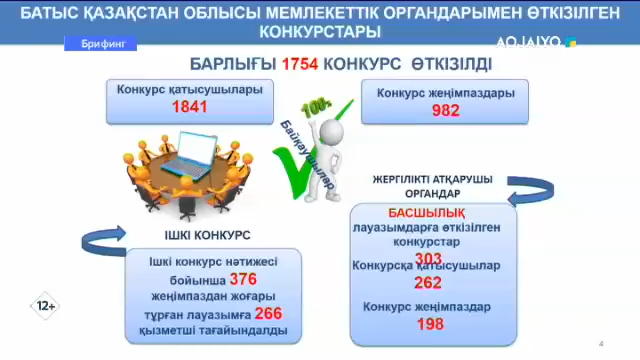 БАТЫС ҚАЗАҚСТАН ОБЛЫСЫ МЕМЛЕКЕТТІК ОРГАНДАРЫМЕН ӨТКІЗІЛГЕН
КОНКУРСТАРЫ
Брифинг
AQJAIYQ
БАРЛЫҒЫ 1754 КОНКУРС ӨТКІЗІЛДІ
Конкурс қатысушылары
1841
100%
Байқаушылар
Конкурс жеңімпаздары
982
ІШКІ КОНКУРС
Ішкі конкурс нәтижесі
бойынша 376
жеңімпаздан жоғары
тұрған лауазымға 266
қызметші тағайындалды
ЖЕРГІЛІКТІ АТҚАРУШЫ
ОРГАНДАР
БАСШЫЛЫҚ
лауазымдарға өткізілген
конкурстар
303
Конкурсқа қатысушылар
262
Конкурс жеңімпаздар
198
12+
4